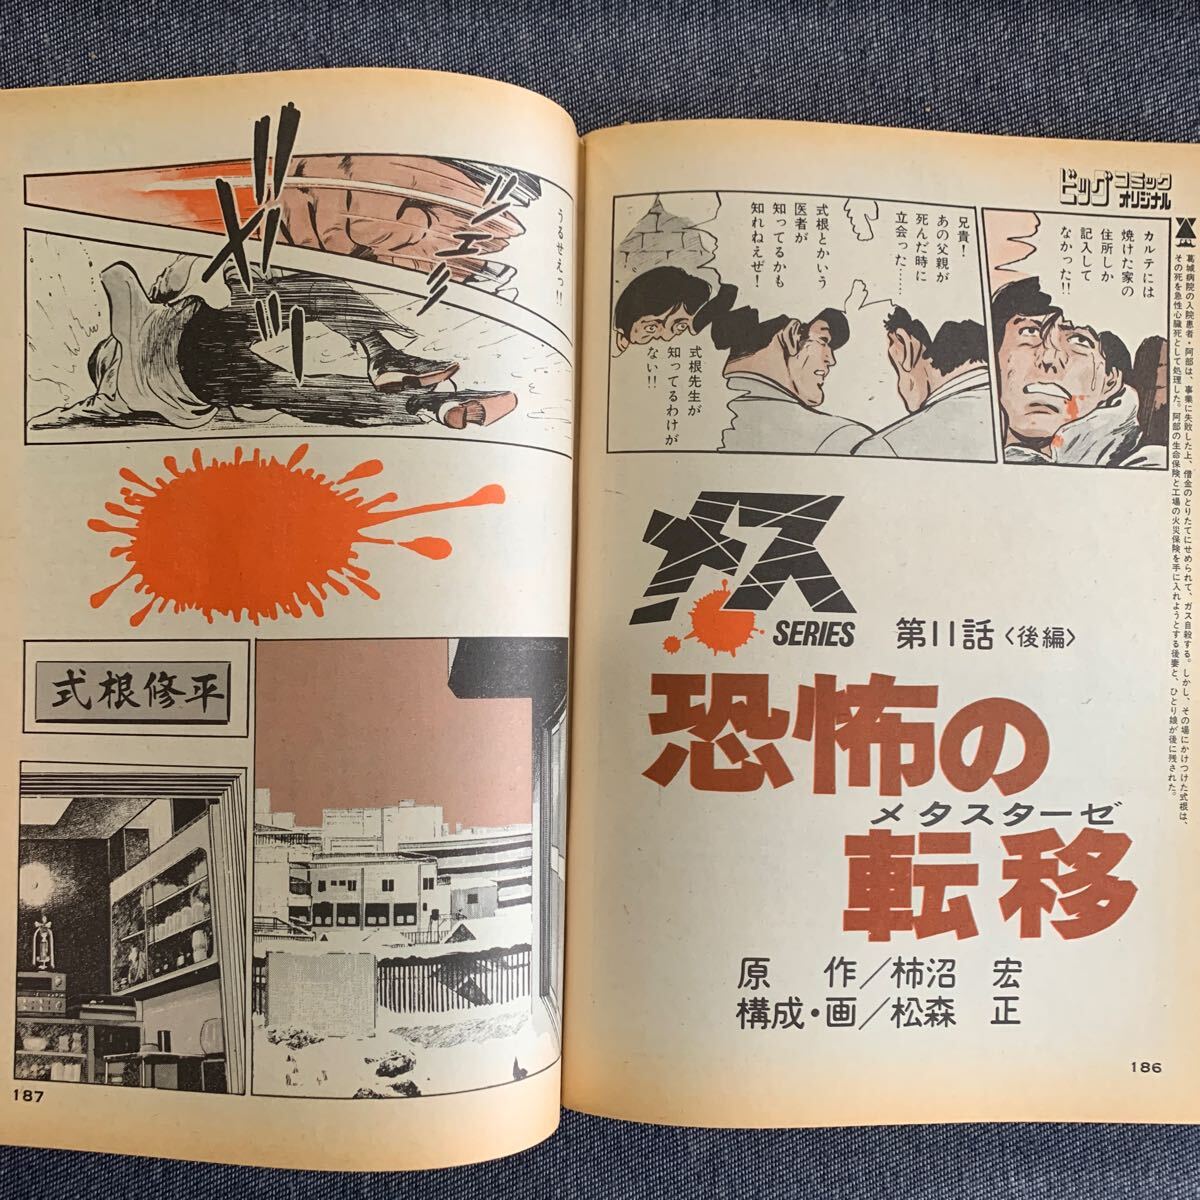 ビッグコミック
オリジナル
葛城病院の入院患者・阿部は、事業に失敗した上、借金のとりたてにせめられて、ガス自殺する。しかし、その場にかけつけた式根は、
その死を急性心臓死として処理した。阿部の生命保険と工場の火災保険を手に入れようとする後妻と、ひとり娘が後に残された。
カルテには
焼けた家の
住所しか
記入して
なかった!!
兄貴!
あの父親が
死んだ時に
立会った……
式根とかいう
医者が
知ってるかも
知れねえぜ!
式根先生が
知ってるわけが
ない!!
メス
SERIES
第11話〈後編〉
恐怖の
メタスターゼ
転移
原 作/柿沼 宏
構成・画/松森 正
186
うるせえっ!!
ズシッ!!
ドズッ!!
式根修平
187